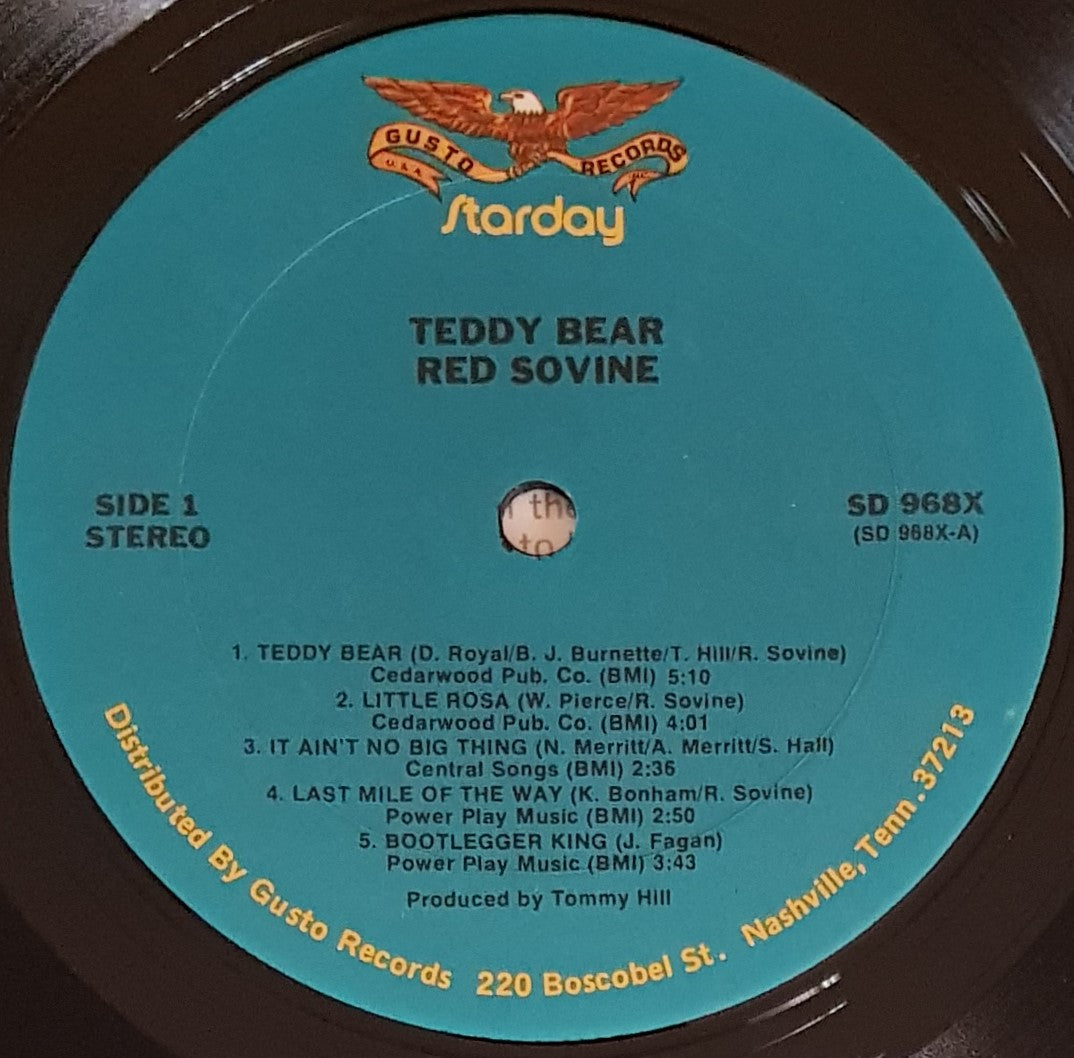 GUSTO RECORDS
U.S.A. INC.
Starday
TEDDY BEAR
RED SOVINE
SIDE 1
STEREO
SD 968X
(SD 968X-A)
the
to
1. TEDDY BEAR (D. Royal/B. J. Burnette/T. Hill/R. Sovine)
Cedarwood Pub. Co. (BMI) 5:10
2. LITTLE ROSA (W. Pierce/R. Sovine)
Cedarwood Pub. Co. (BMI) 4:01
3. IT AIN'T NO BIG THING (N. Merritt/A. Merritt/S. Hall)
Central Songs (BMI) 2:36
4. LAST MILE OF THE WAY (K. Bonham/R. Sovine)
Power Play Music (BMI) 2:50
5. BOOTLEGGER KING (J. Fagan)
Power Play Music (BMI) 3:43
Produced by Tommy Hill
Distributed By Gusto Records 220 Boscobel St. Nashville, Tenn. 37213